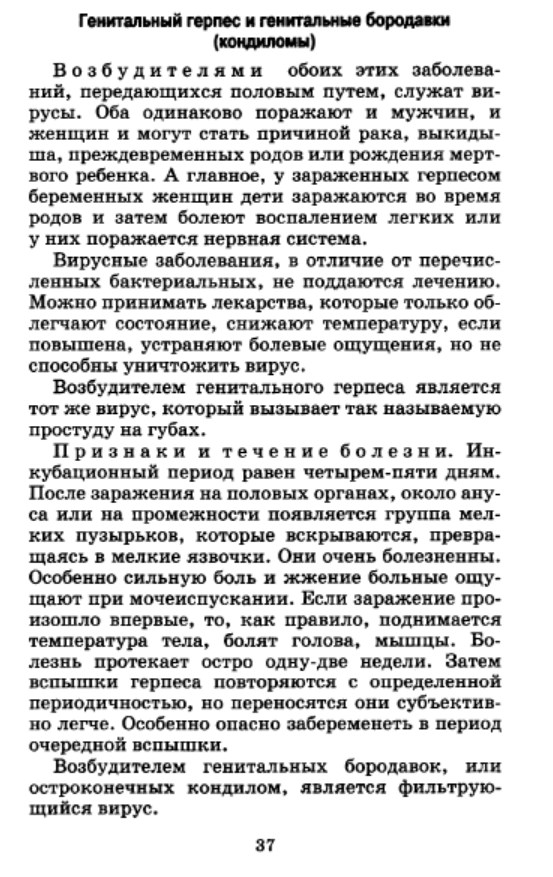 Генитальный герпес и генитальные бородавки
(кондиломы)
Возбудителями обоих этих заболева-
ний, передающихся половым путем, служат ви-
русы. Оба одинаково поражают и мужчин, и
женщин и могут стать причиной рака, выкиды-
ша, преждевременных родов или рождения мерт-
вого ребенка. А главное, у зараженных герпесом
беременных женщин дети заражаются во время
родов и затем болеют воспалением легких или
у них поражается нервная система.
Вирусные заболевания, в отличие от перечис-
ленных бактериальных, не поддаются лечению.
Можно принимать лекарства, которые только об-
легчают состояние, снижают температуру, если
повышена, устраняют болевые ощущения, но не
способны уничтожить вирус.
Возбудителем генитального герпеса является
тот же вирус, который вызывает так называемую
простуду на губах.
Признаки и течение болезни. Ин-
кубационный период равен четырем-пяти дням.
После заражения на половых органах, около ану-
са или на промежности появляется группа мел-
ких пузырьков, которые вскрываются, превра-
щаясь в мелкие язвочки. Они очень болезненны.
Особенно сильную боль и жжение больные ощу-
щают при мочеиспускании. Если заражение про-
изошло впервые, то, как правило, поднимается
температура тела, болят голова, мышцы. Бо-
лезнь протекает остро одну-две недели. Затем
вспышки герпеса повторяются с определенной
периодичностью, но переносятся они субъектив-
но легче. Особенно опасно забеременеть в период
очередной вспышки.
Возбудителем генитальных бородавок, или
остроконечных кондилом, является фильтрую-
щийся вирус.
37